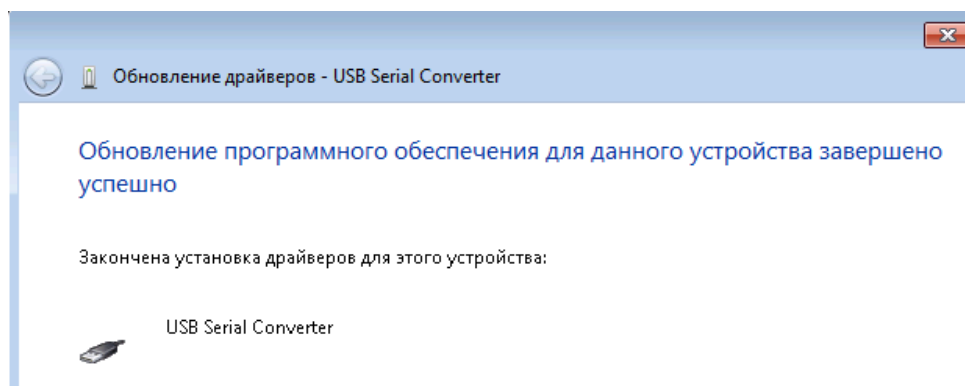 Обновление драйверов - USB Serial Converter
Обновление программного обеспечения для данного устройства завершено
успешно
Закончена установка драйверов для этого устройства:
USB Serial Converter